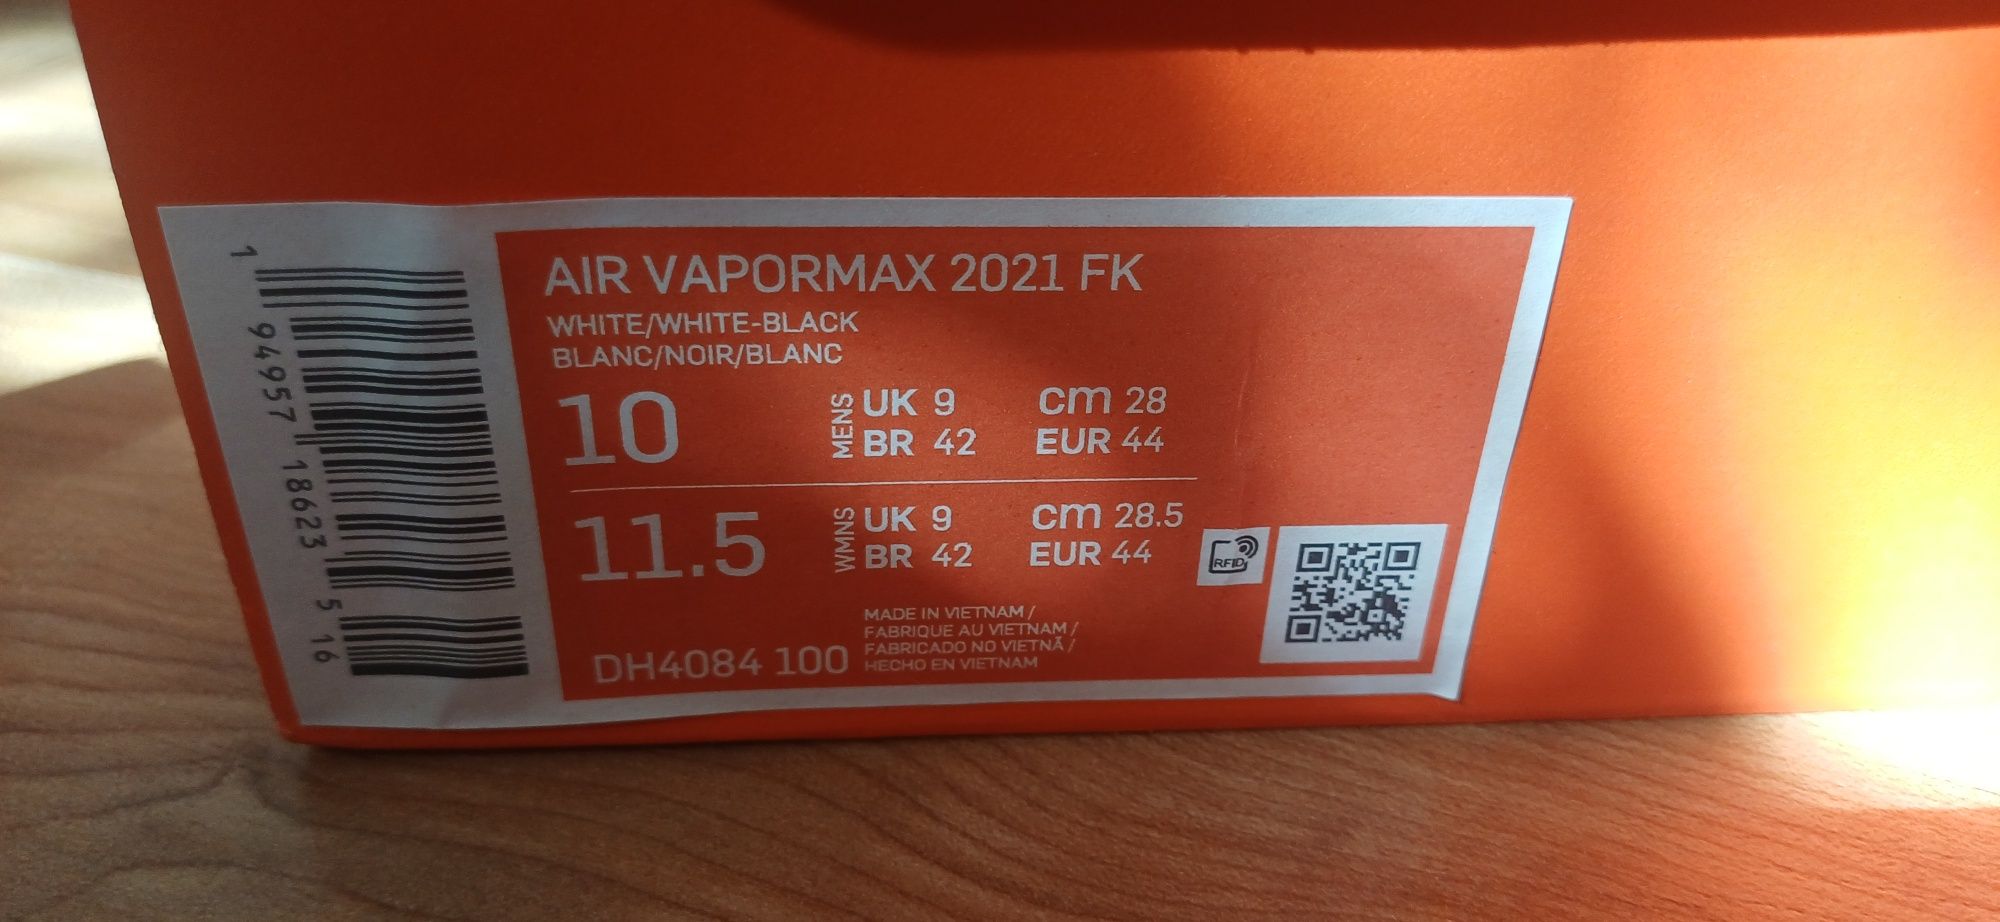 1 94957 18623 5 16
AIR VAPORMAX 2021 FK
WHITE/WHITE-BLACK
BLANC/NOIR/BLANC
10 MENS UK 9 cm 28
BR 42 EUR 44
11.5 WMNS UK 9 cm 28.5
BR 42 EUR 44
RFID
DH4084 100
MADE IN VIETNAM /
FABRIQUE AU VIETNAM /
FABRICADO NO VIETNÃ /
HECHO EN VIETNAM